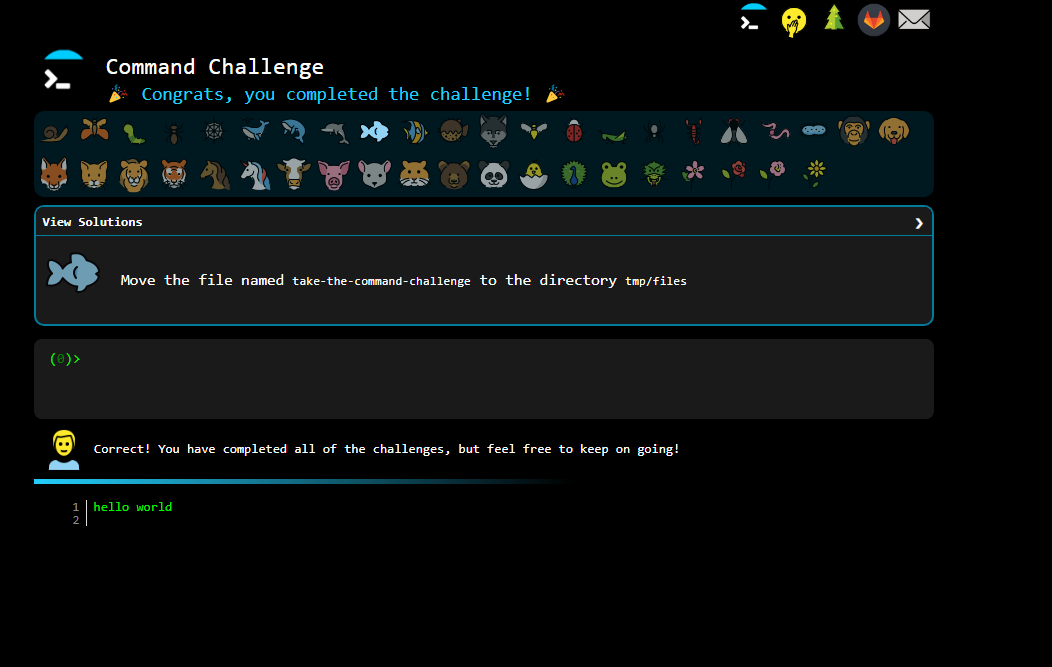 Command Challenge
🎉 Congrats, you completed the challenge! 🎉
View Solutions ❯
Move the file named take-the-command-challenge to the directory tmp/files
(0)>
Correct! You have completed all of the challenges, but feel free to keep on going!
1 hello world
2